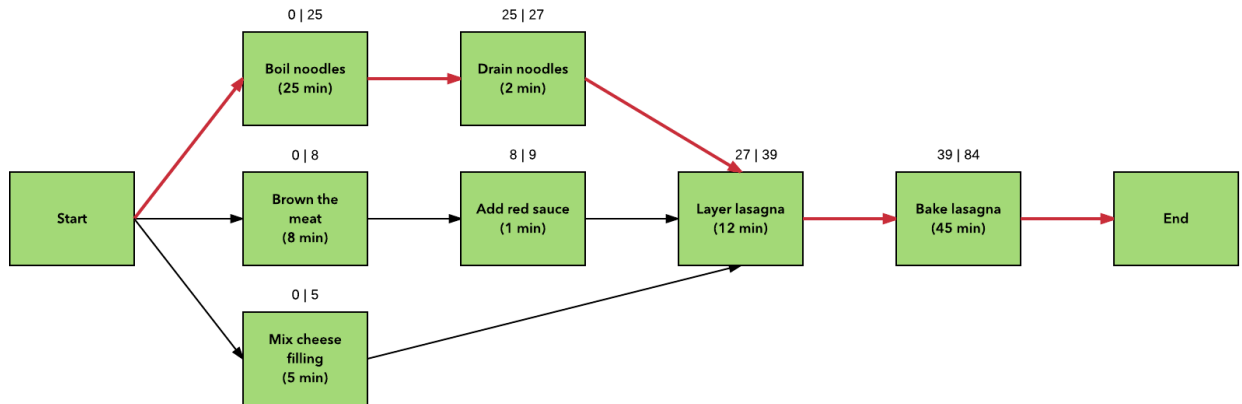 0 | 25
25 | 27
Boil noodles
(25 min)
Drain noodles
(2 min)
0 | 8
8 | 9
27 | 39
39 | 84
Start
Brown the
meat
(8 min)
Add red sauce
(1 min)
Layer lasagna
(12 min)
Bake lasagna
(45 min)
End
0 | 5
Mix cheese
filling
(5 min)